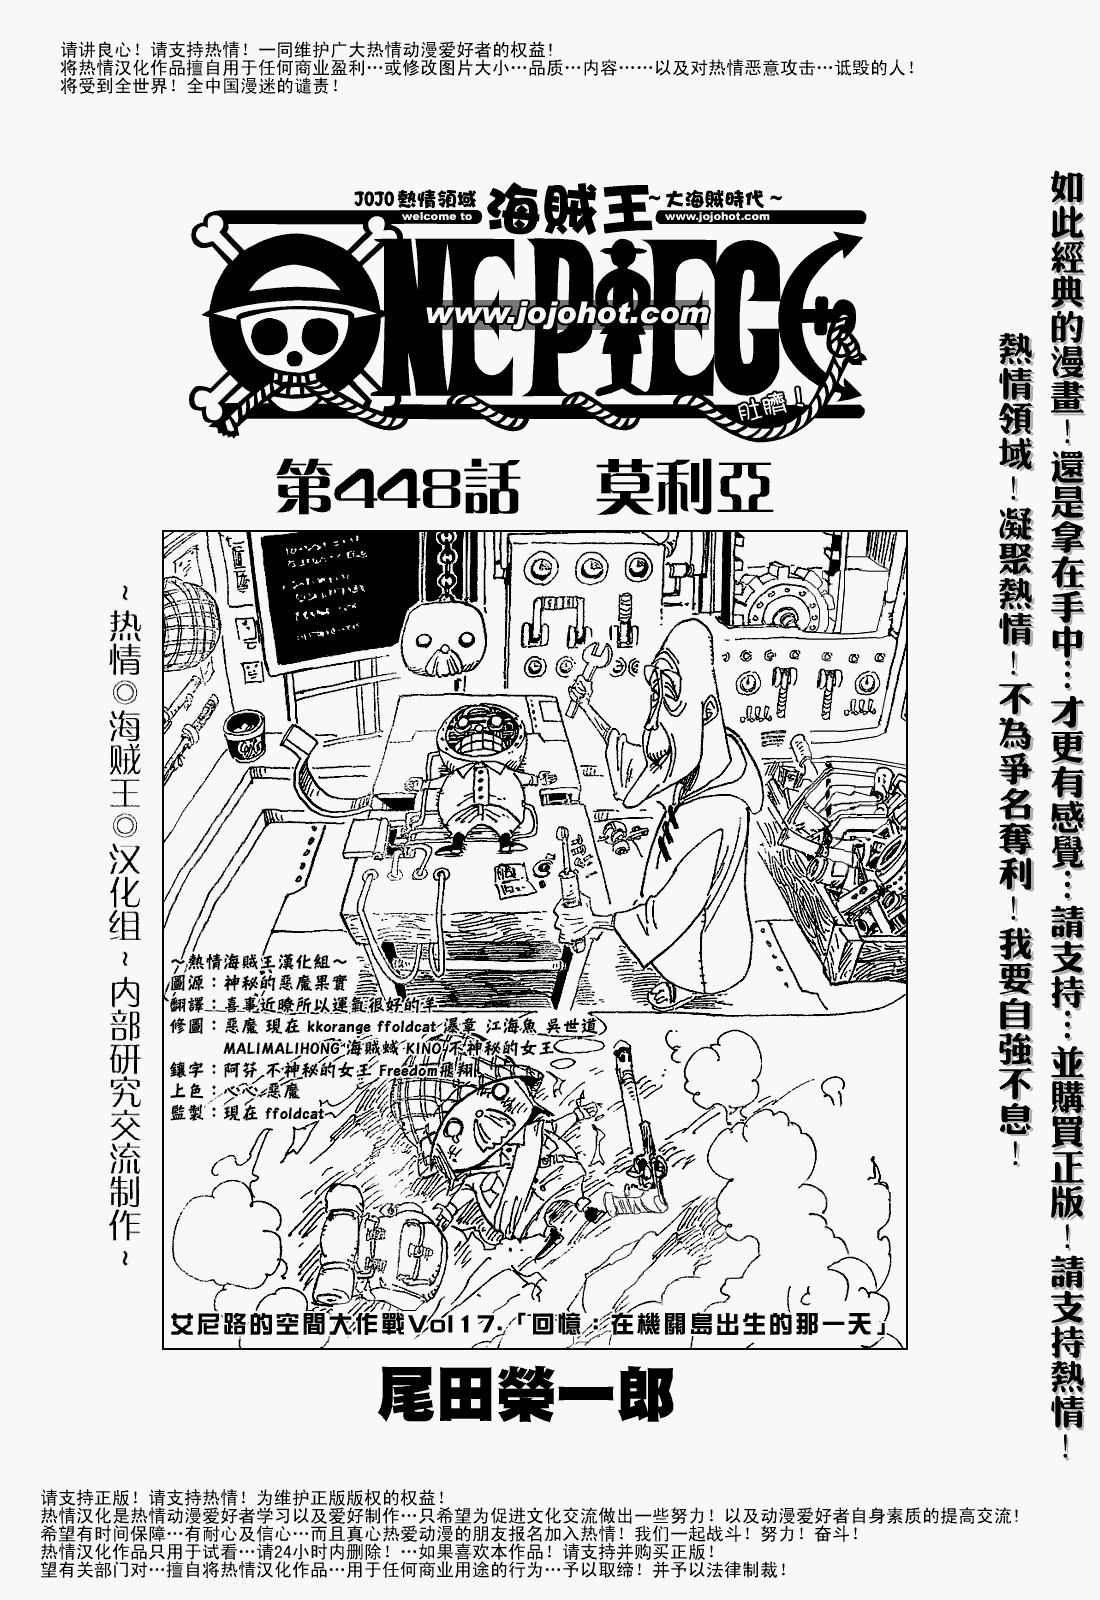 请讲良心！请支持热情！一同维护广大热情动漫爱好者的权益！
将热情汉化作品擅自用于任何商业盈利…或修改图片大小…品质…内容……以及对热情恶意攻击…诋毁的人！
将受到全世界！全中国漫迷的谴责！
JOJO熱情領域 海賊王 ~大海賊時代~
welcome to www.jojohot.com
ONE PIECE
www.jojohot.com
肚臍！
第448話 莫利亞
如此經典的漫畫！還是拿在手中…才更有感覺…請支持…並購買正版！請支持熱情！
熱情領域！凝聚熱情！不為爭名奪利！我要自強不息！
~热情◎海贼王◎汉化组~内部研究交流制作~
~熱情海賊王漢化組~
圖源：神秘的惡魔果實
翻譯：喜事近瞭所以運氣很好的羊
修圖：惡魔 現在 kkorange ffoldcat 瀑章 江海魚 吳世道
MALIMALIHONG 海賊蛾 KINO 不神秘的女王
鑲字：阿芬 不神秘的女王 Freedom飛翔
上色：心心 惡魔
監製：現在 ffoldcat~
艾尼路的空間大作戰Vol17.「回憶：在機關島出生的那一天」
尾田榮一郎
请支持正版！请支持热情！为维护正版版权的权益！
热情汉化是热情动漫爱好者学习以及爱好制作…只希望为促进文化交流做出一些努力！以及动漫爱好者自身素质的提高交流！
希望有时间保障…有耐心及信心…而且真心热爱动漫的朋友报名加入热情！我们一起战斗！努力！奋斗！
热情汉化作品只用于试看…请24小时内删除！…如果喜欢本作品！请支持并购买正版！
望有关部门对…擅自将热情汉化作品…用于任何商业用途的行为…予以取缔！并予以法律制裁！